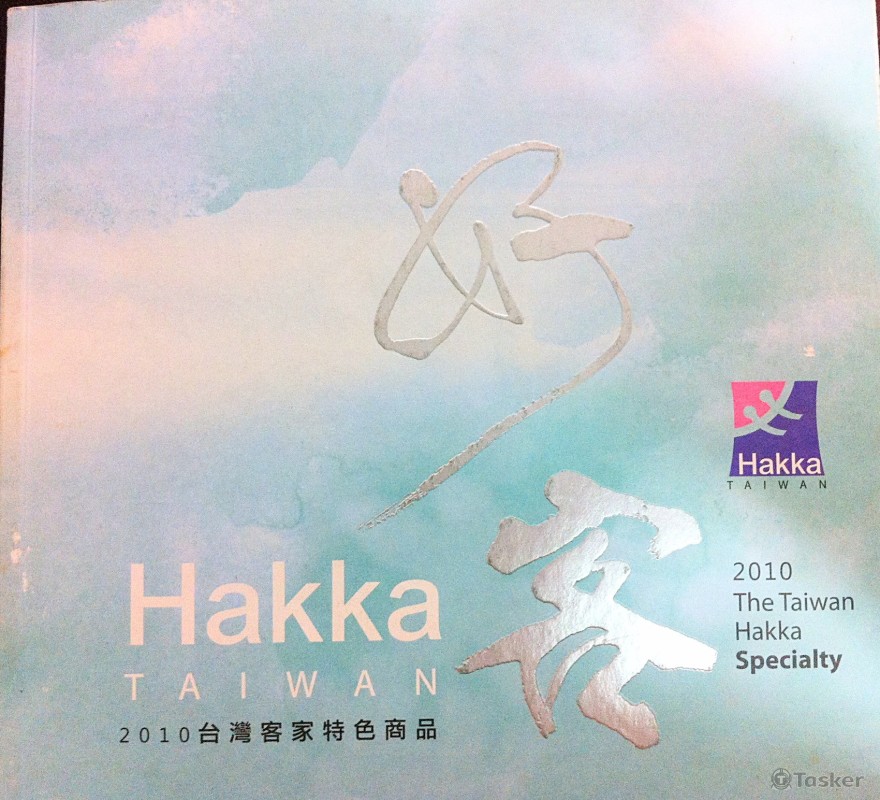 好
客
Hakka
TAIWAN
Hakka
TAIWAN
2010台灣客家特色商品
2010
The Taiwan
Hakka
Specialty
Tasker